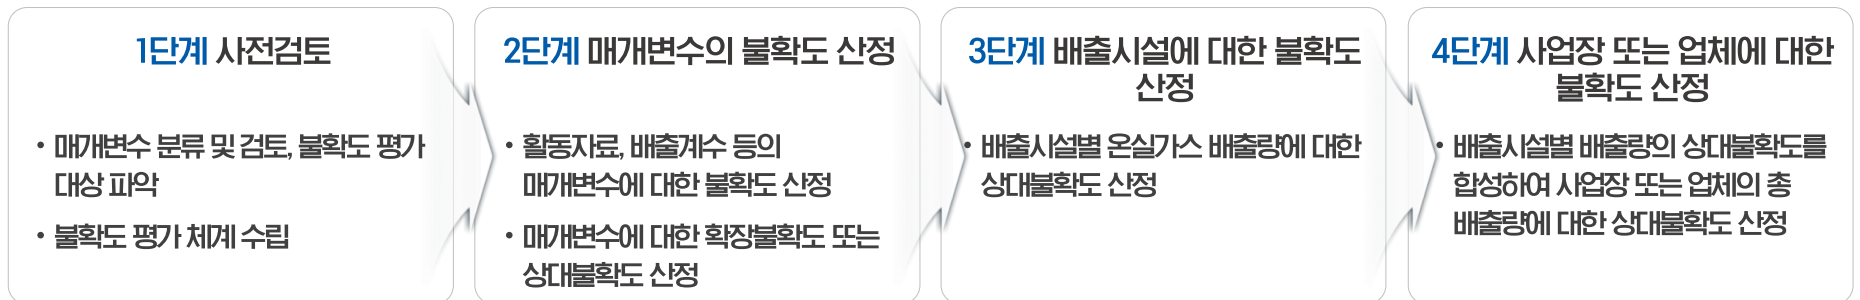 1단계 사전검토
• 매개변수 분류 및 검토, 불확도 평가
대상 파악
• 불확도 평가 체계 수립
2단계 매개변수의 불확도 산정
• 활동자료, 배출계수 등의
매개변수에 대한 불확도 산정
• 매개변수에 대한 확장불확도 또는
상대불확도 산정
3단계 배출시설에 대한 불확도
산정
• 배출시설별 온실가스 배출량에 대한
상대불확도 산정
4단계 사업장 또는 업체에 대한
불확도 산정
• 배출시설별 배출량의 상대불확도를
합성하여 사업장 또는 업체의 총
배출량에 대한 상대불확도 산정